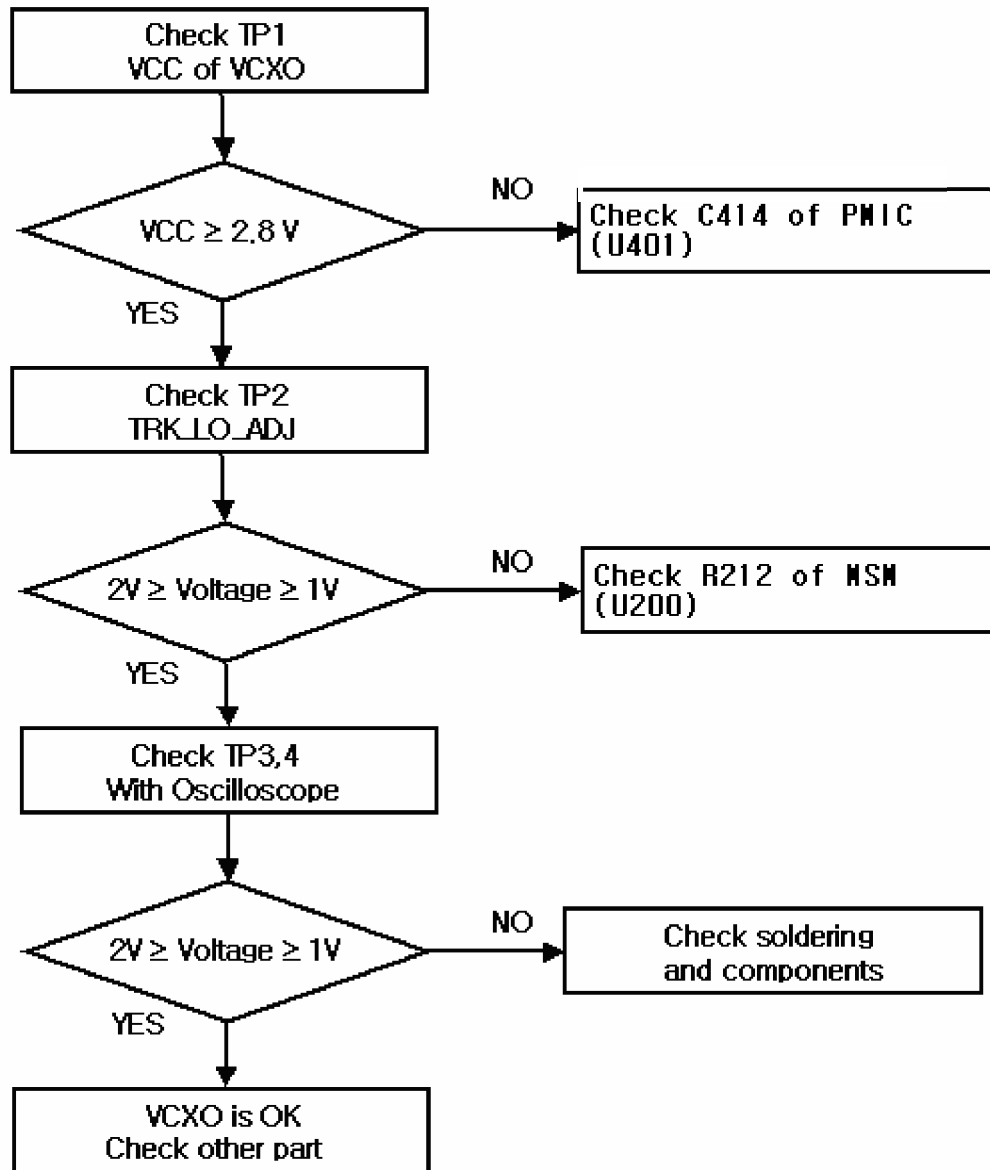 Check TP1
VCC of VCXO
VCC ≥ 2,8 V
NO
Check C414 of PMIC
(U401)
YES
Check TP2
TRK_LO_ADJ
2V ≥ Voltage ≥ 1V
NO
Check R212 of MSM
(U200)
YES
Check TP3,4
With Oscilloscope
2V ≥ Voltage ≥ 1V
NO
Check soldering
and components
YES
VCXO is OK
Check other part